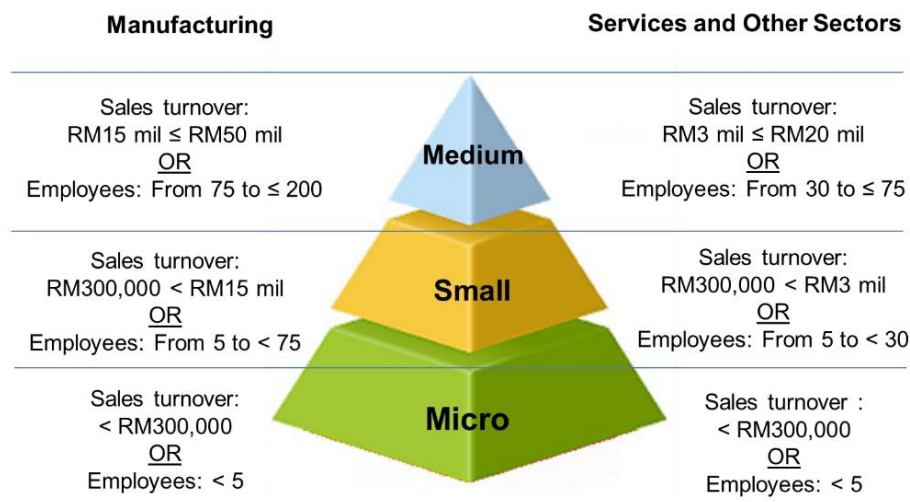 Manufacturing
Services and Other Sectors
Sales turnover:
RM15 mil ≤ RM50 mil
OR
Employees: From 75 to ≤ 200
Medium
Sales turnover:
RM3 mil ≤ RM20 mil
OR
Employees: From 30 to ≤ 75
Sales turnover:
RM300,000 < RM15 mil
OR
Employees: From 5 to < 75
Small
Sales turnover:
RM300,000 < RM3 mil
OR
Employees: From 5 to < 30
Sales turnover:
< RM300,000
OR
Employees: < 5
Micro
Sales turnover :
< RM300,000
OR
Employees: < 5